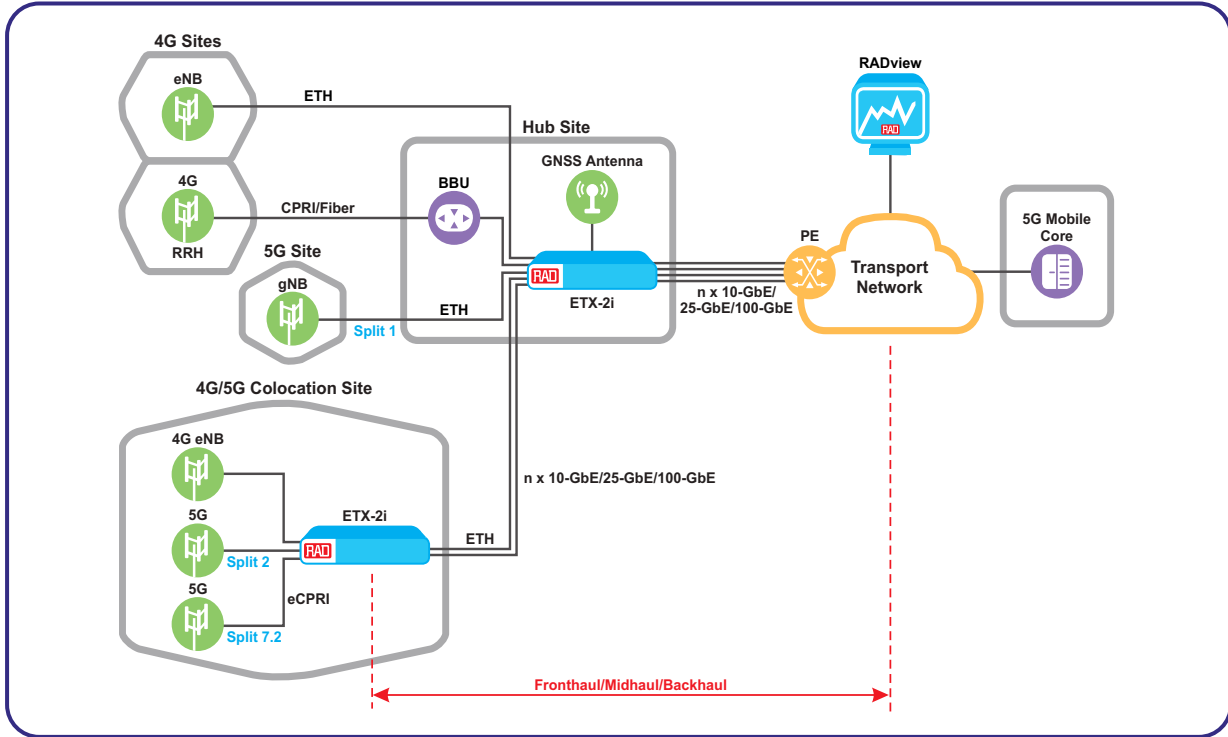 4G Sites
eNB
ETH
RADview
RAD
Hub Site
GNSS Antenna
4G
BBU
CPRI/Fiber
RRH
5G Mobile
Core
PE
5G Site
gNB
RAD
Transport
Network
ETH
ETX-2i
n x 10-GbE/
25-GbE/100-GbE
Split 1
4G/5G Colocation Site
4G eNB
n x 10-GbE/25-GbE/100-GbE
5G
ETX-2i
ETH
RAD
Split 2
5G
eCPRI
Split 7.2
Fronthaul/Midhaul/Backhaul